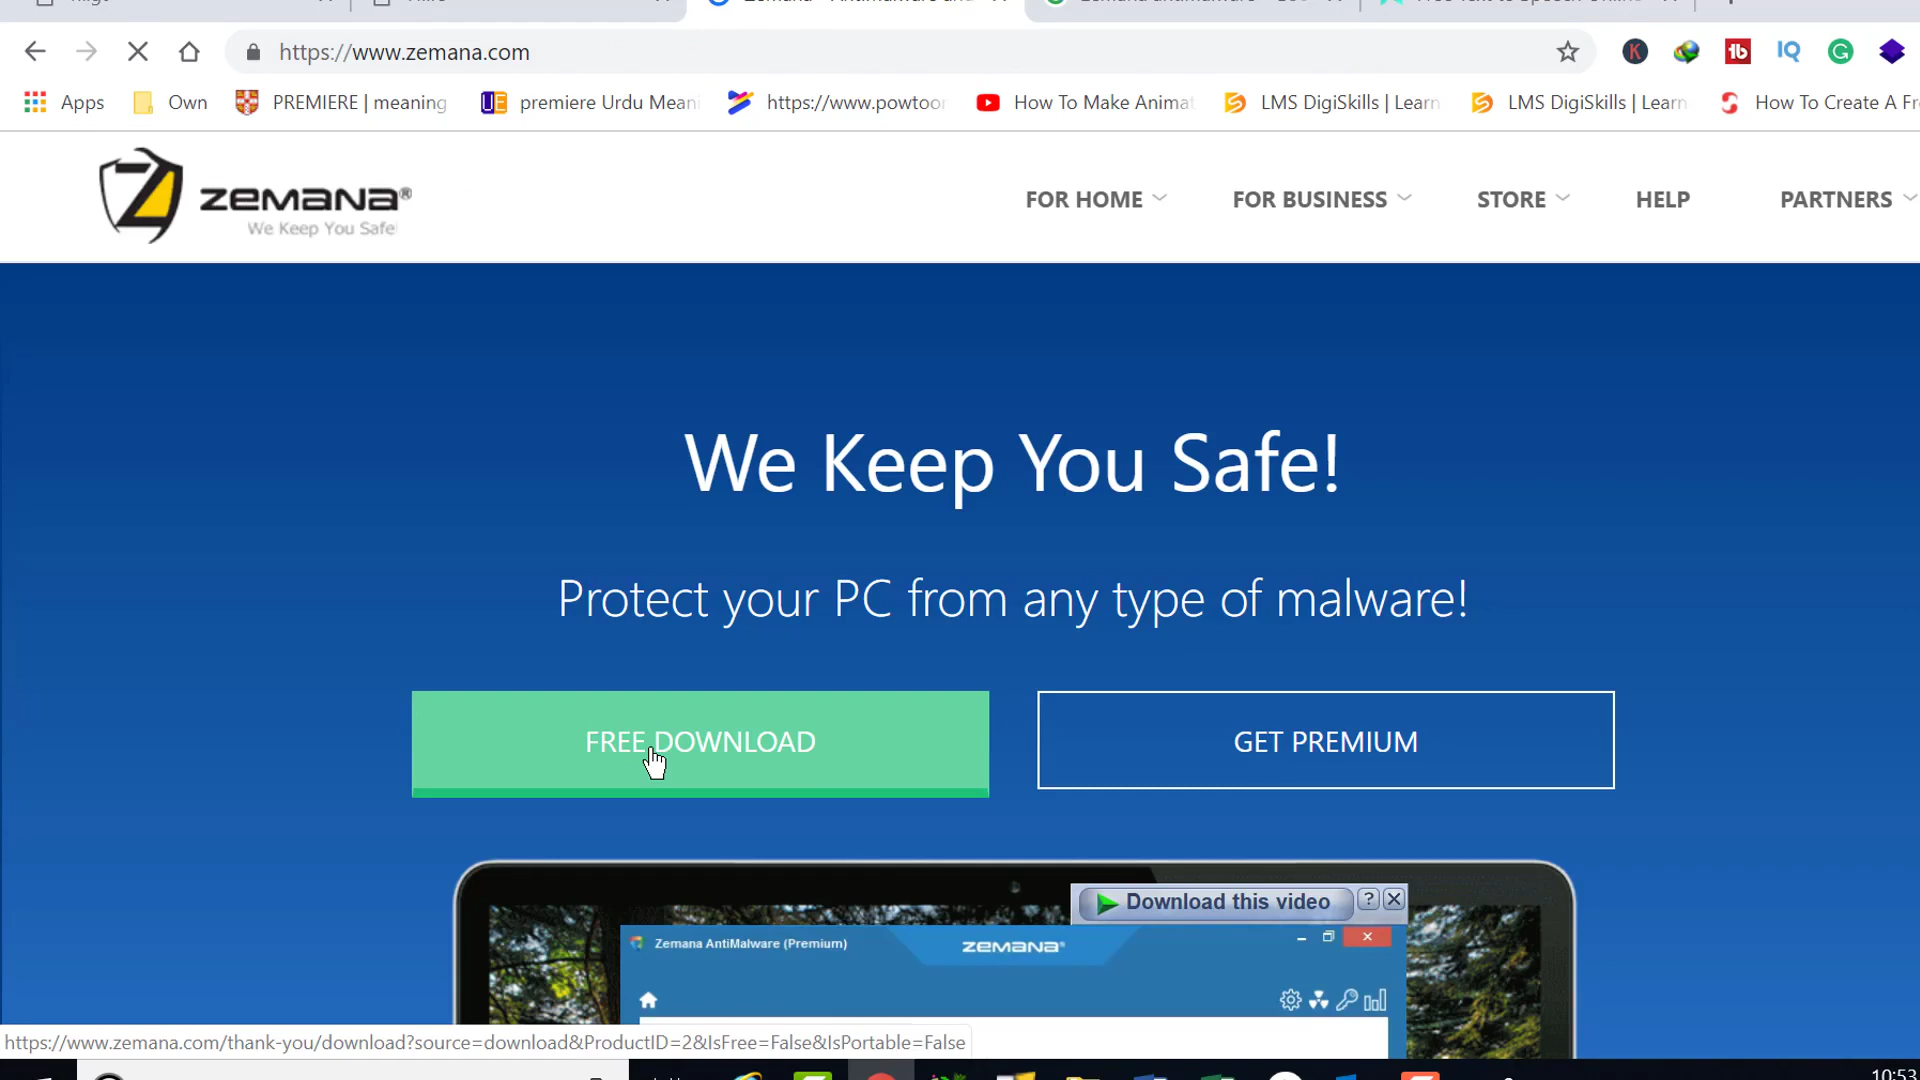 https://www.zemana.com
Apps
Own
PREMIERE | meaning
premiere Urdu Mean
https://www.powtoor
How To Make Animat
LMS DigiSkills | Learn
LMS DigiSkills | Learn
How To Create A Fr
zemana®
We Keep You Safe!
FOR HOME
FOR BUSINESS
STORE
HELP
PARTNERS
We Keep You Safe!
Protect your PC from any type of malware!
FREE DOWNLOAD
GET PREMIUM
Download this video
Zemana AntiMalware (Premium)
ZEMANA®
https://www.zemana.com/thank-you/download?source=download&ProductID=2&IsFree=False&IsPortable=False
10:53